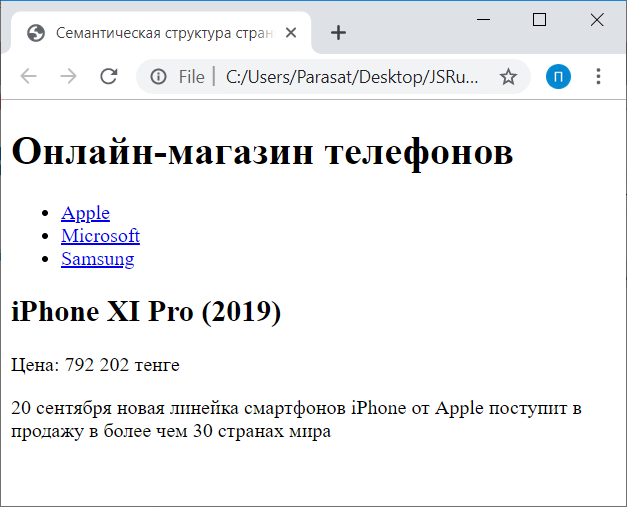 Семантическая структура стран
File
C:/Users/Parasat/Desktop/JSRu...
П
Онлайн-магазин телефонов
Apple
Microsoft
Samsung
iPhone XI Pro (2019)
Цена: 792 202 тенге
20 сентября новая линейка смартфонов iPhone от Apple поступит в
продажу в более чем 30 странах мира